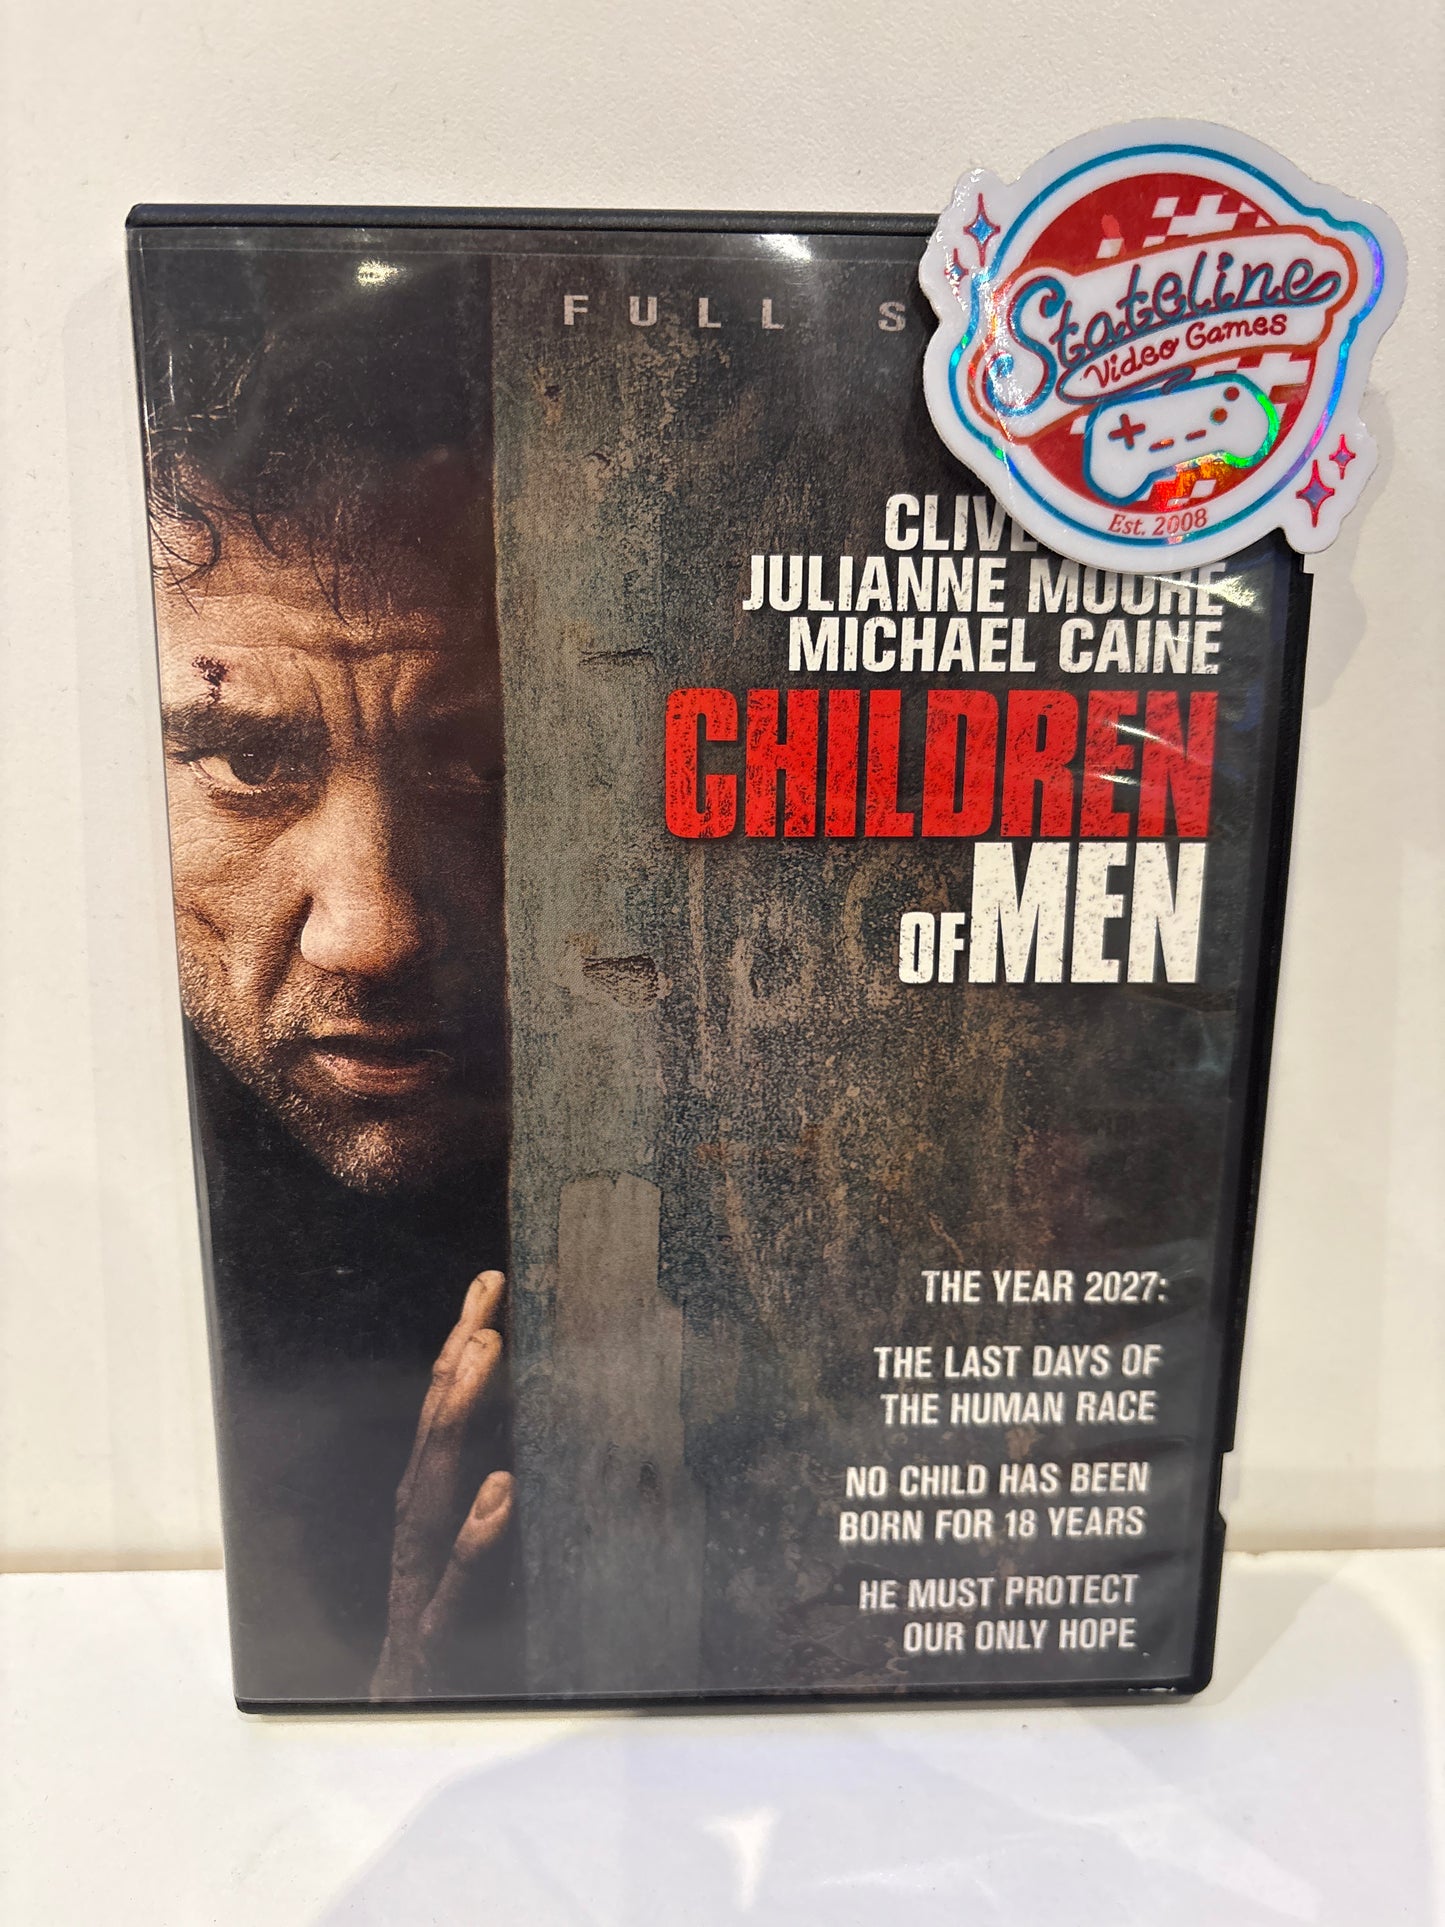 FULL S
Stateline
Video Games
Est. 2008
CLIVE
JULIANNE MOORE
MICHAEL CAINE
CHILDREN
OF MEN
THE YEAR 2027:
THE LAST DAYS OF
THE HUMAN RACE
NO CHILD HAS BEEN
BORN FOR 18 YEARS
HE MUST PROTECT
OUR ONLY HOPE